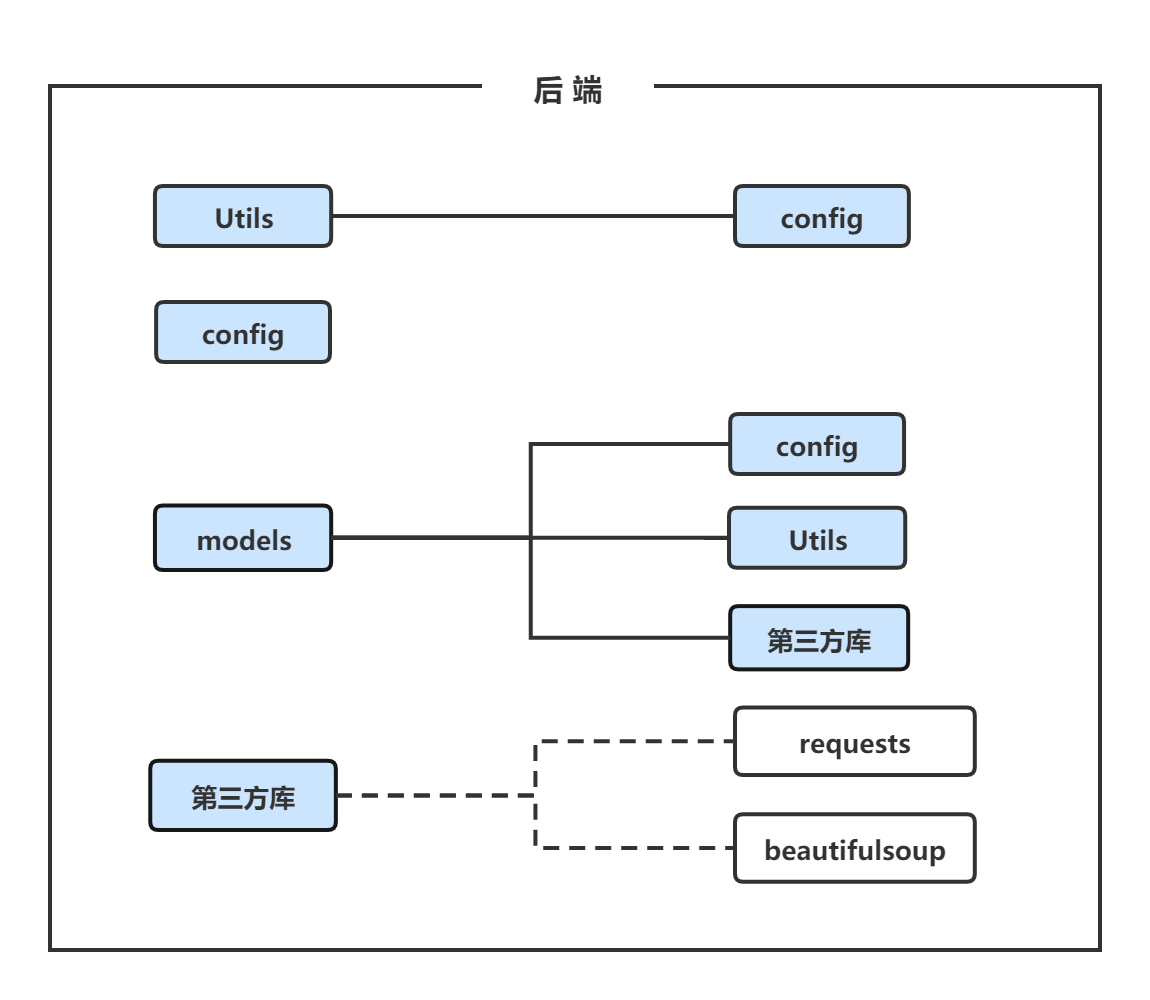 后 端
Utils
config
config
config
models
Utils
第三方库
requests
第三方库
beautifulsoup